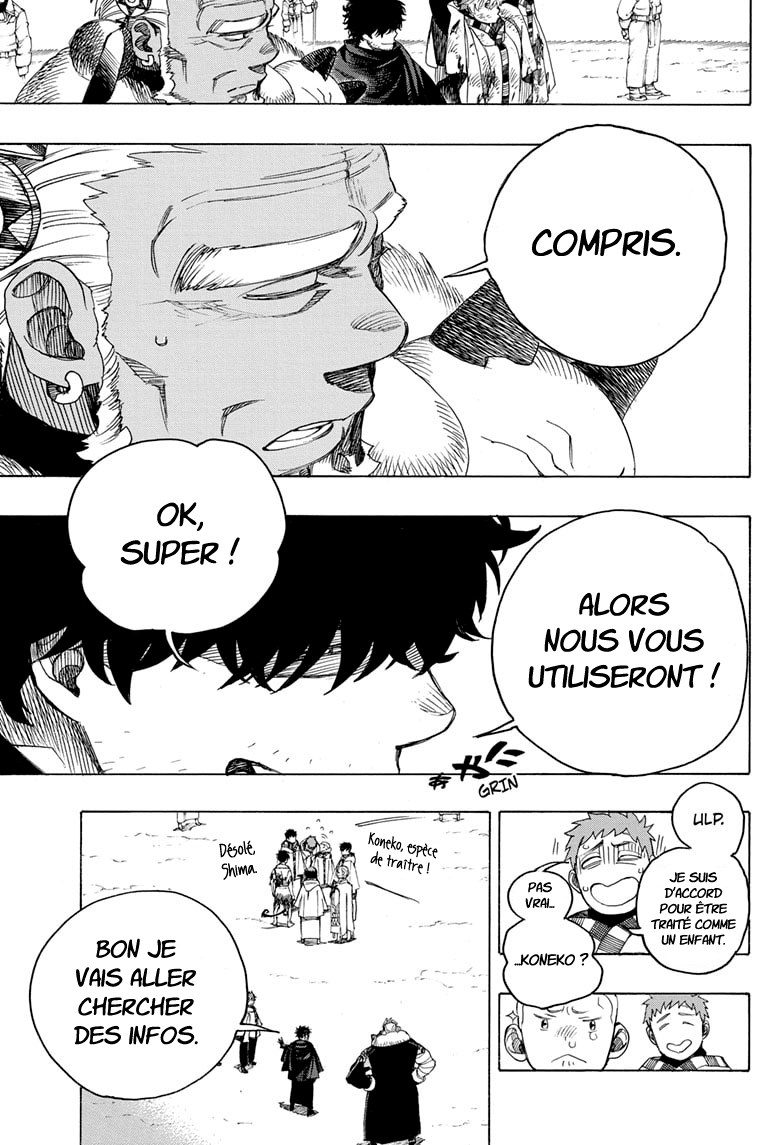 COMPRIS.
ALORS
NOUS VOUS
UTILISERONT !
OK,
SUPER !
GRIN
ULP.
JE SUIS
D'ACCORD
POUR ÊTRE
TRAITÉ COMME
UN ENFANT.
PAS
VRAI...
...KONEKO ?
Koneko, espèce
de traître !
Désolé,
Shima.
BON JE
VAIS ALLER
CHERCHER
DES INFOS.